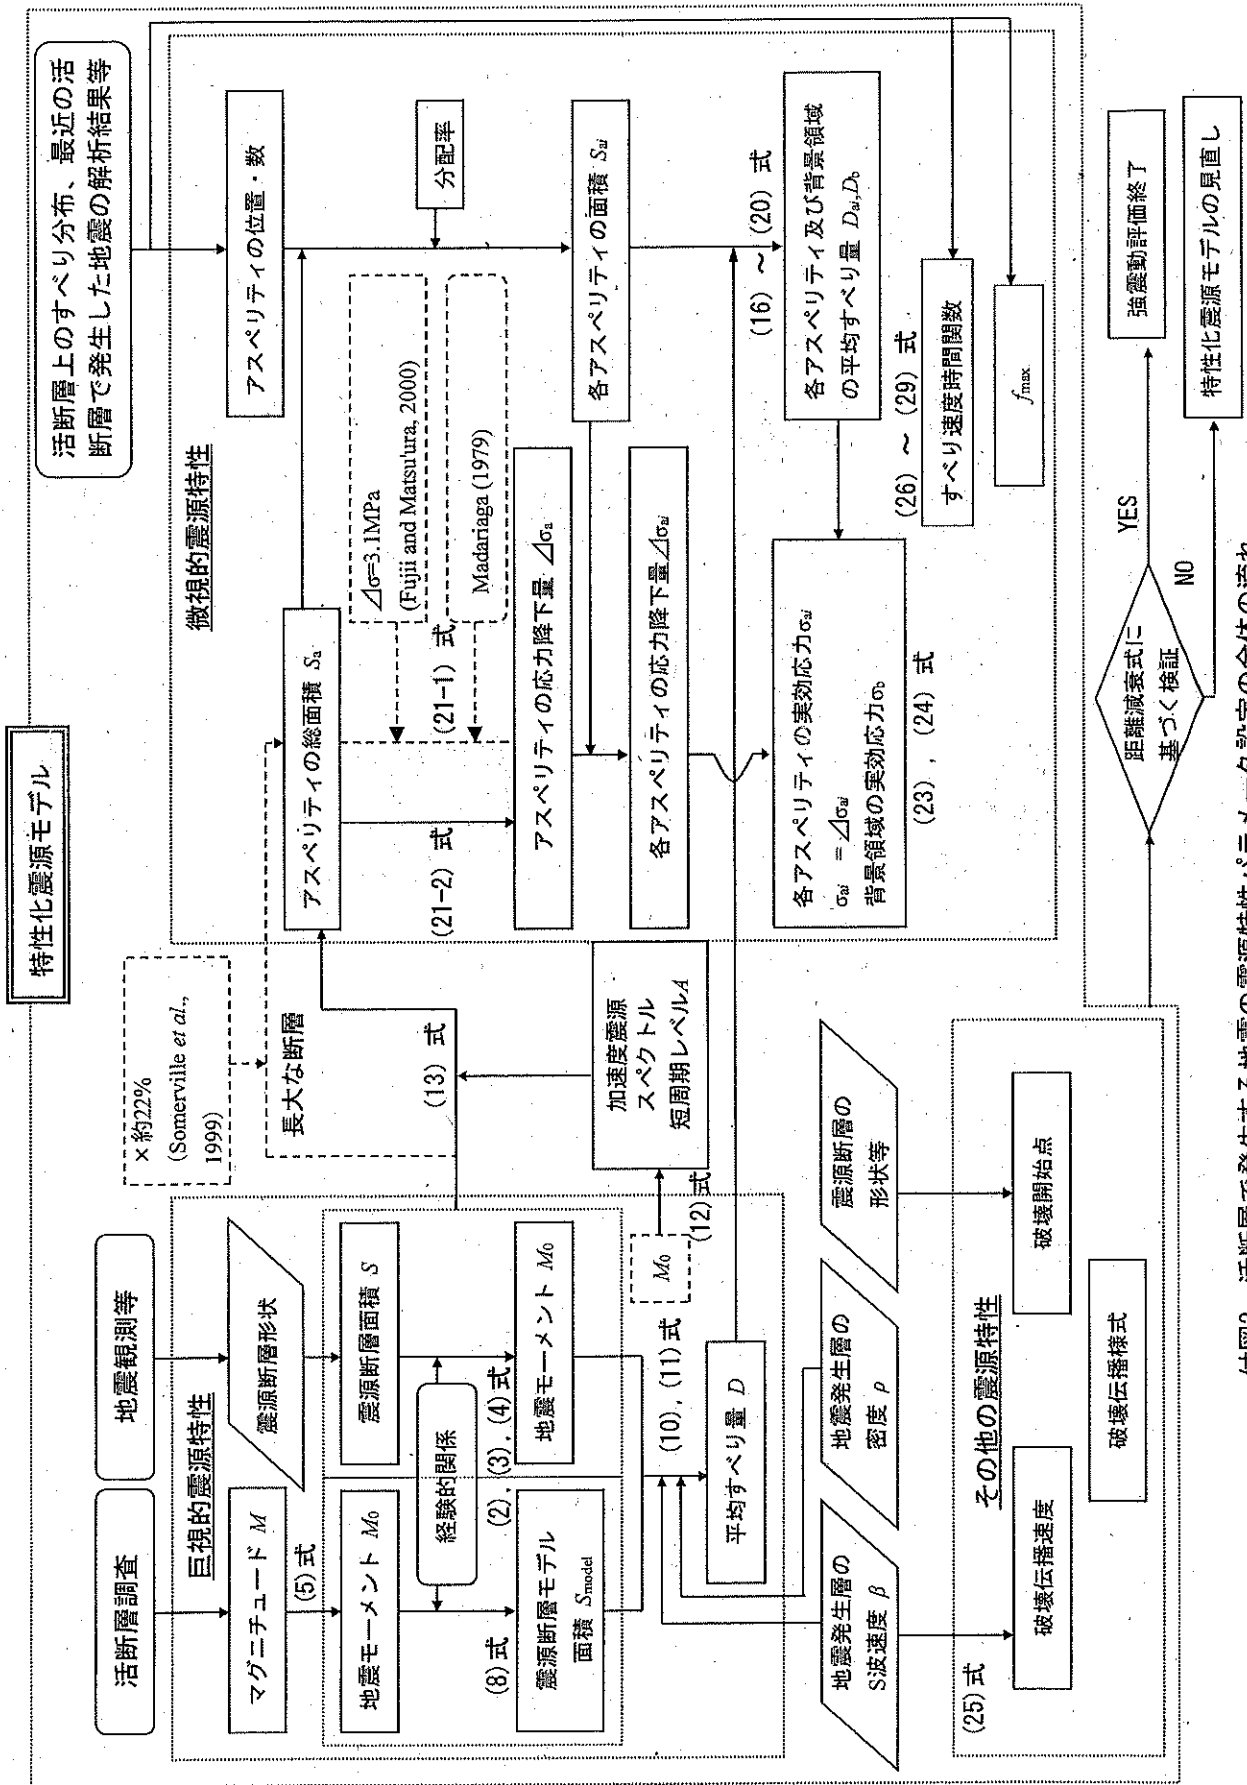 特性化震源モデル
活断層調査
地震観測等
巨視的震源特性
マグニチュード M
震源断層形状
(5)式
地震モーメント M₀
震源断層面積 S
経験的関係
(2), (3), (4)式
(8)式
震源断層モデル
面積 Smodel
地震モーメント M₀
(10), (11)式
M₀
(12)式
平均すべり量 D
地震発生層の
S波速度 β
地震発生層の
密度 ρ
震源断層の
形状等
(25)式
その他の震源特性
破壊伝播速度
破壊開始点
破壊伝播様式
×約22%
(Somerville et al.,
1999)
長大な断層
(13) 式
加速度震源
スペクトル
短周期レベルA
活断層上のすべり分布、最近の活
断層で発生した地震の解析結果等
微視的震源特性
アスペリティの総面積 Sa
アスペリティの位置・数
Δσ=3.1MPa
(Fujii and Matsu'ura, 2000)
分配率
(21-2) 式
(21-1) 式
Madariaga (1979)
アスペリティの応力降下量 Δσa
各アスペリティの面積 Sai
各アスペリティの応力降下量Δσai
(16) ~ (20) 式
各アスペリティの実効応力σai
σai = Δσai
背景領域の実効応力σb
(23), (24) 式
各アスペリティ及び背景領域
の平均すべり量 Dai,Db
(26) ~ (29) 式
すべり速度時間関数
fmax
距離減衰式に
基づく検証
YES
強震動評価終了
NO
特性化震源モデルの見直し
付図2 活断層で発生する地震の震源特性パラメータ設定の全体の流れ